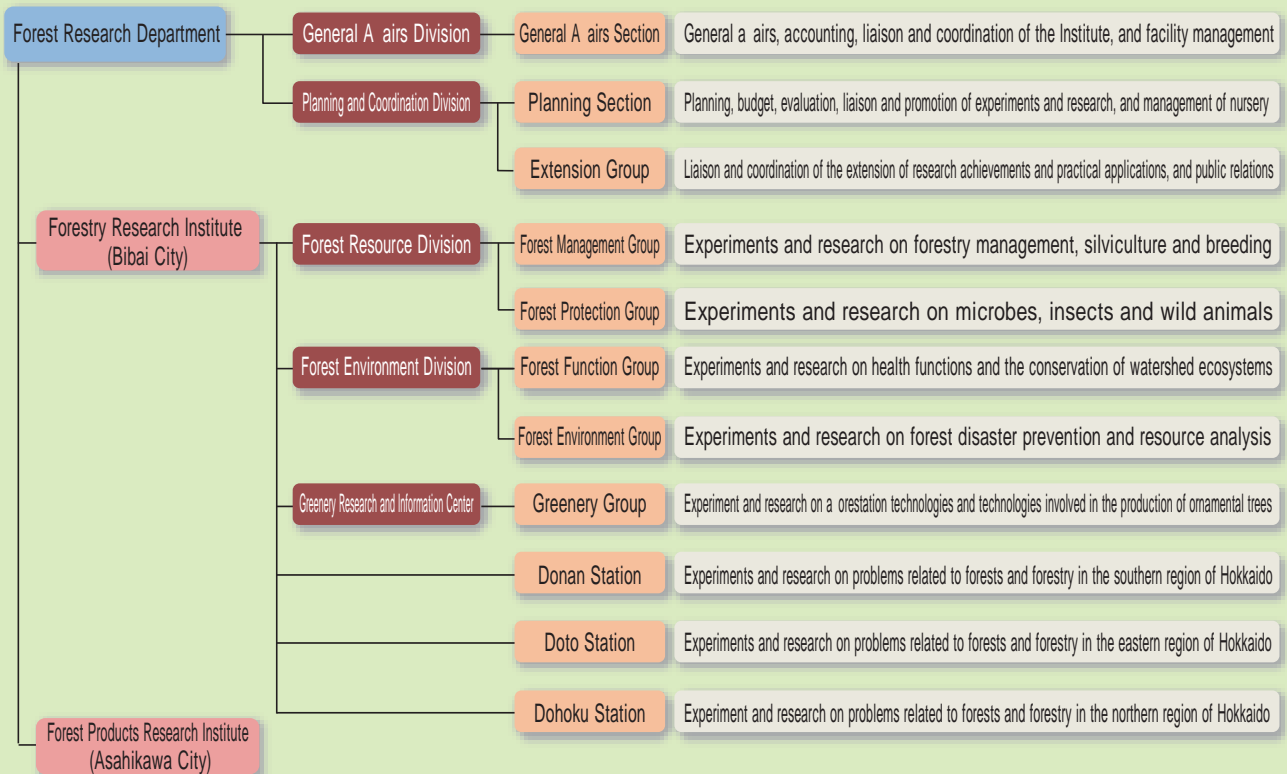 Forest Research Department
General A airs Division
General A airs Section
General a airs, accounting, liaison and coordination of the Institute, and facility management
Planning and Coordination Division
Planning Section
Planning, budget, evaluation, liaison and promotion of experiments and research, and management of nursery
Extension Group
Liaison and coordination of the extension of research achievements and practical applications, and public relations
Forestry Research Institute
(Bibai City)
Forest Resource Division
Forest Management Group
Experiments and research on forestry management, silviculture and breeding
Forest Protection Group
Experiments and research on microbes, insects and wild animals
Forest Environment Division
Forest Function Group
Experiments and research on health functions and the conservation of watershed ecosystems
Forest Environment Group
Experiments and research on forest disaster prevention and resource analysis
Greenery Research and Information Center
Greenery Group
Experiment and research on a orestation technologies and technologies involved in the production of ornamental trees
Donan Station
Experiments and research on problems related to forests and forestry in the southern region of Hokkaido
Doto Station
Experiments and research on problems related to forests and forestry in the eastern region of Hokkaido
Dohoku Station
Experiment and research on problems related to forests and forestry in the northern region of Hokkaido
Forest Products Research Institute
(Asahikawa City)